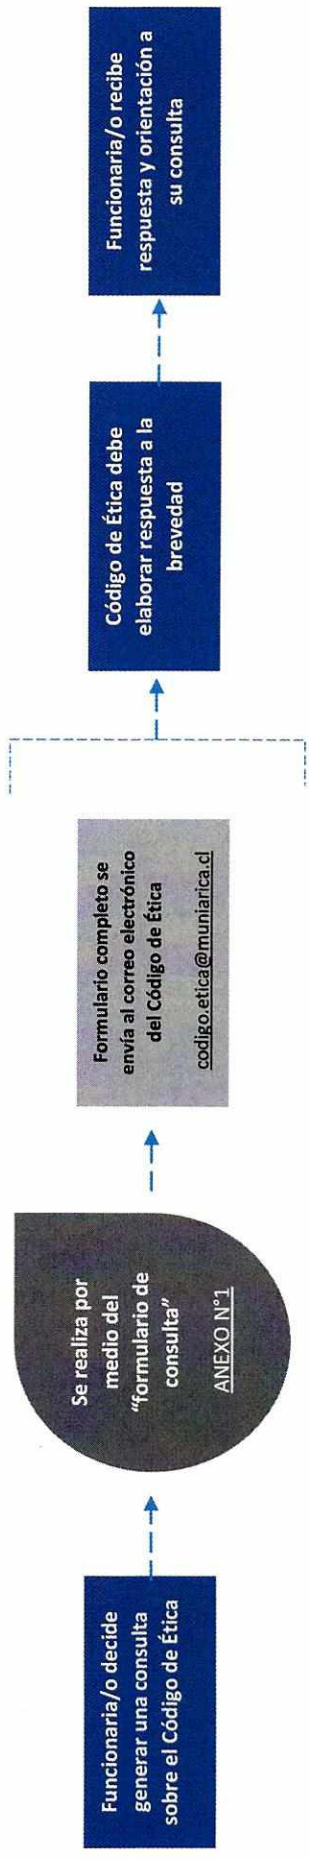 Funcionaria/o decide
generar una consulta
sobre el Código de Ética
Se realiza por
medio del
“formulario de
consulta”
ANEXO N°1
Formulario completo se
envía al correo electrónico
del Código de Ética
codigo.etica@muniarica.cl
Código de Ética debe
elaborar respuesta a la
brevedad
Funcionaria/o recibe
respuesta y orientación a
su consulta